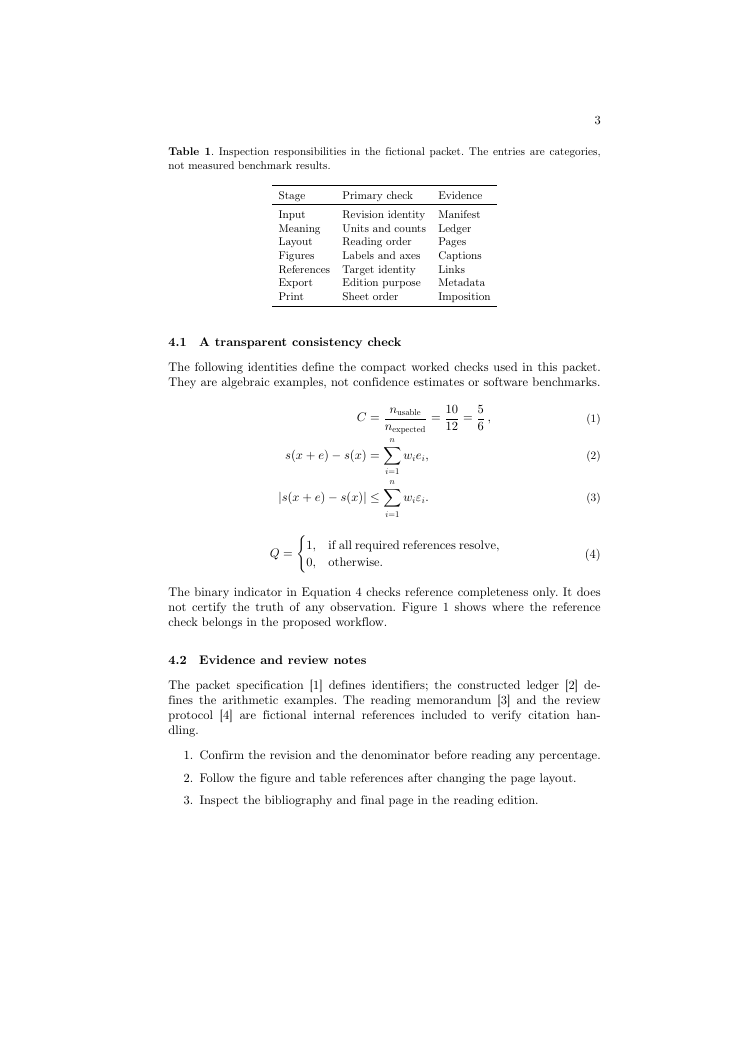 3
Table 1. Inspection responsibilities in the fictional packet. The entries are categories,
not measured benchmark results.
Stage Primary check Evidence
Input Revision identity Manifest
Meaning Units and counts Ledger
Layout Reading order Pages
Figures Labels and axes Captions
References Target identity Links
Export Edition purpose Metadata
Print Sheet order Imposition
4.1 A transparent consistency check
The following identities define the compact worked checks used in this packet.
They are algebraic examples, not confidence estimates or software benchmarks.
C = n_usable / n_expected = 10/12 = 5/6 , (1)
s(x + e) − s(x) = ∑_{i=1}^{n} w_i e_i, (2)
|s(x + e) − s(x)| ≤ ∑_{i=1}^{n} w_i ε_i. (3)
Q = { 1, if all required references resolve,
0, otherwise. (4)
The binary indicator in Equation 4 checks reference completeness only. It does
not certify the truth of any observation. Figure 1 shows where the reference
check belongs in the proposed workflow.
4.2 Evidence and review notes
The packet specification [1] defines identifiers; the constructed ledger [2] de-
fines the arithmetic examples. The reading memorandum [3] and the review
protocol [4] are fictional internal references included to verify citation han-
dling.
1. Confirm the revision and the denominator before reading any percentage.
2. Follow the figure and table references after changing the page layout.
3. Inspect the bibliography and final page in the reading edition.